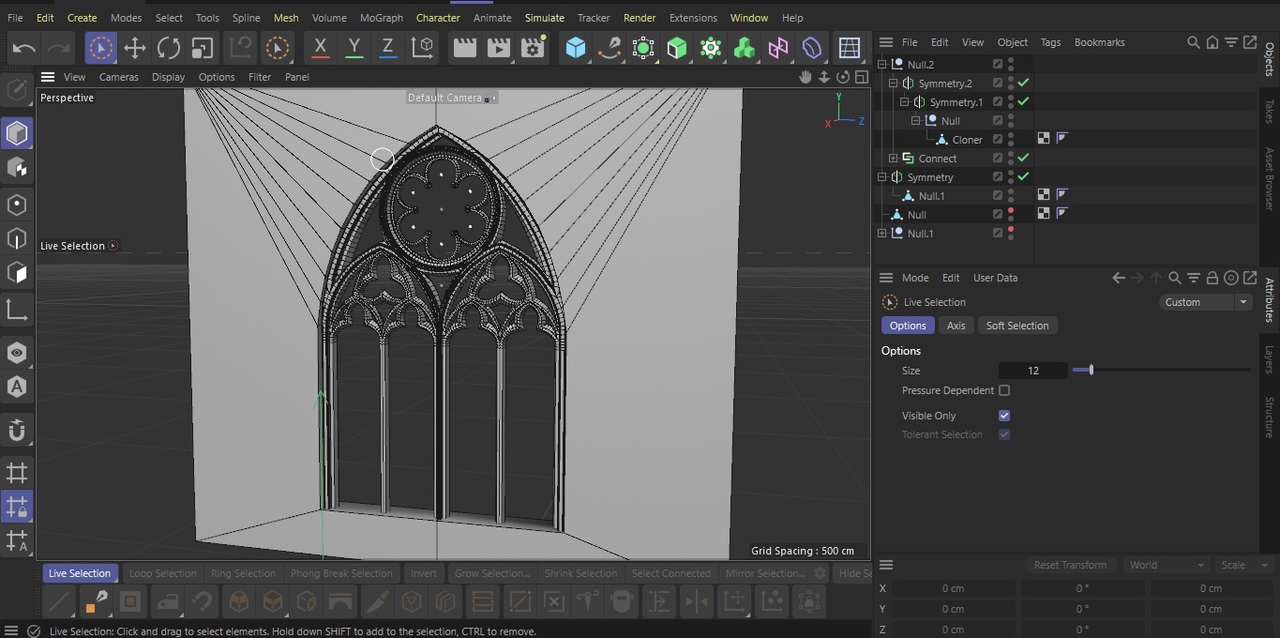 File Edit Create Modes Select Tools Spline Mesh Volume MoGraph Character Animate Simulate Tracker Render Extensions Window Help
X Y Z
File Edit View Object Tags Bookmarks
View Cameras Display Options Filter Panel
Perspective
Default Camera
Y
X
Z
Live Selection
Grid Spacing : 500 cm
Null.2
Symmetry.2
Symmetry.1
Null
Cloner
Connect
Symmetry
Null.1
Null
Null.1
Objects
Takes
Asset Browser
Mode Edit User Data
Live Selection
Custom
Options Axis Soft Selection
Options
Size 12
Pressure Dependent
Visible Only
Tolerant Selection
Attributes
Layers
Structure
Live Selection Loop Selection Ring Selection Phong Break Selection Invert Grow Selection... Shrink Selection Select Connected Mirror Selection... Hide Se
Reset Transform World Scale
X 0 cm 0 ° 0 cm
Y 0 cm 0 ° 0 cm
Z 0 cm 0 ° 0 cm
Live Selection: Click and drag to select elements. Hold down SHIFT to add to the selection, CTRL to remove.